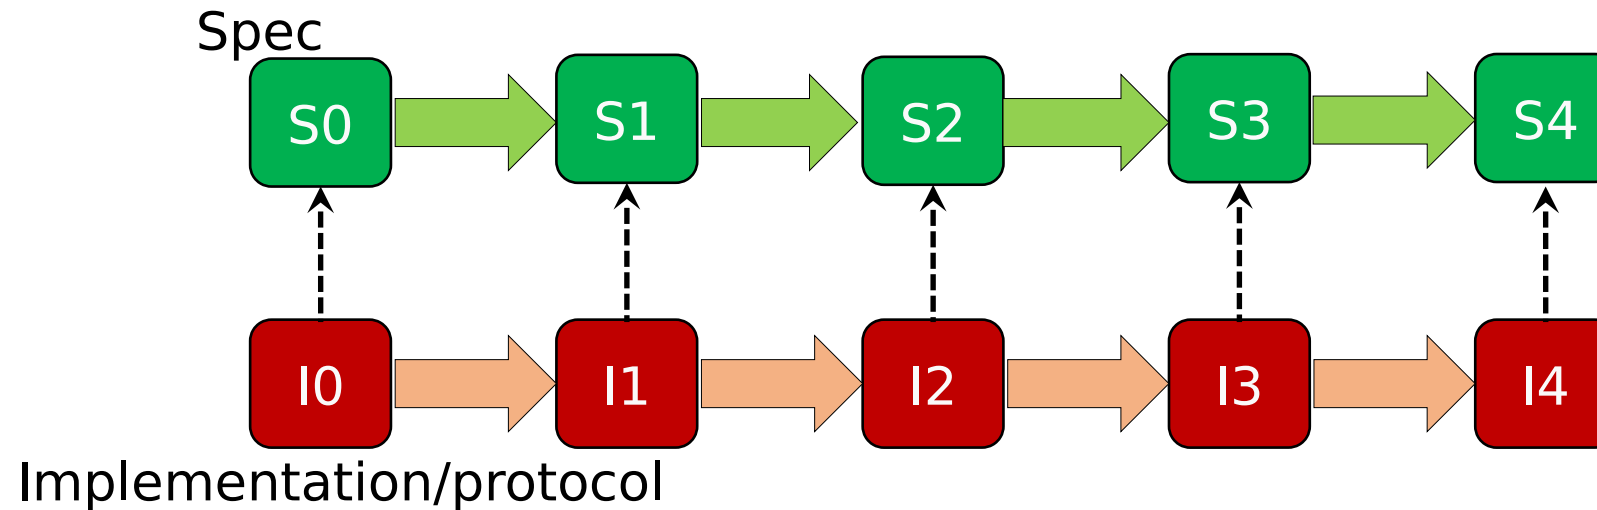 Spec
S0 S1 S2 S3 S4
I0 I1 I2 I3 I4
Implementation/protocol